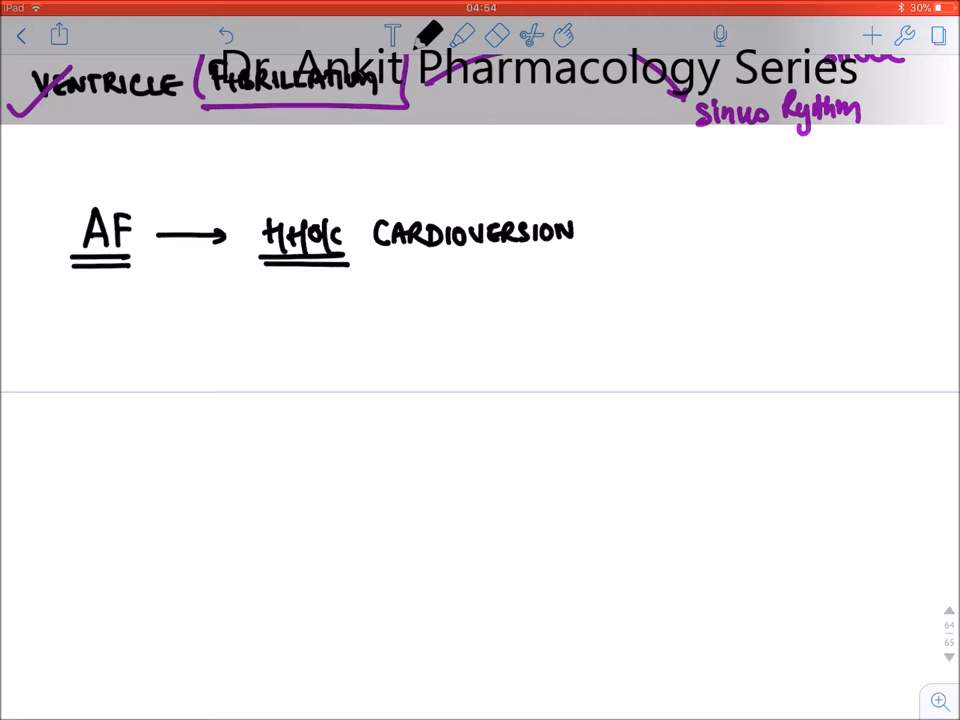 iPad 04:54 30%
Dr. Ankit Pharmacology Series
VENTRICLE FIBRILLATION
Sinus Rythm
AF → CARDIOVERSION
64
65